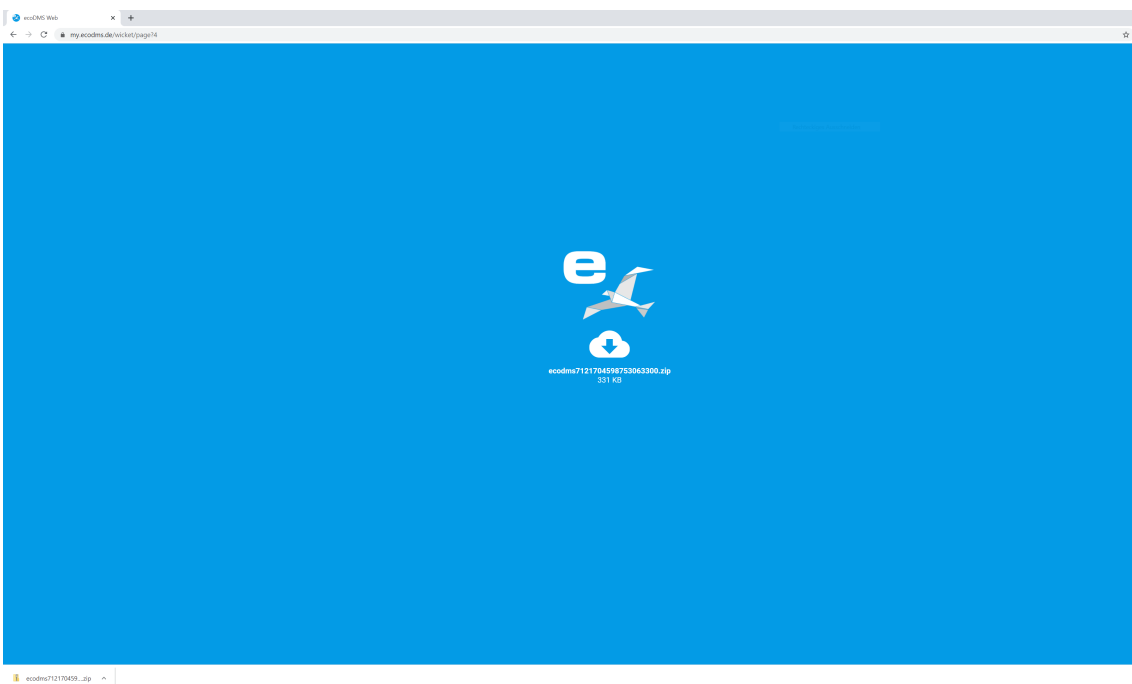 ecoDMS Web
my.ecodms.de/wicket/page?4
e
ecodms7121704598753063300.zip
331 KB
ecodms712170459....zip